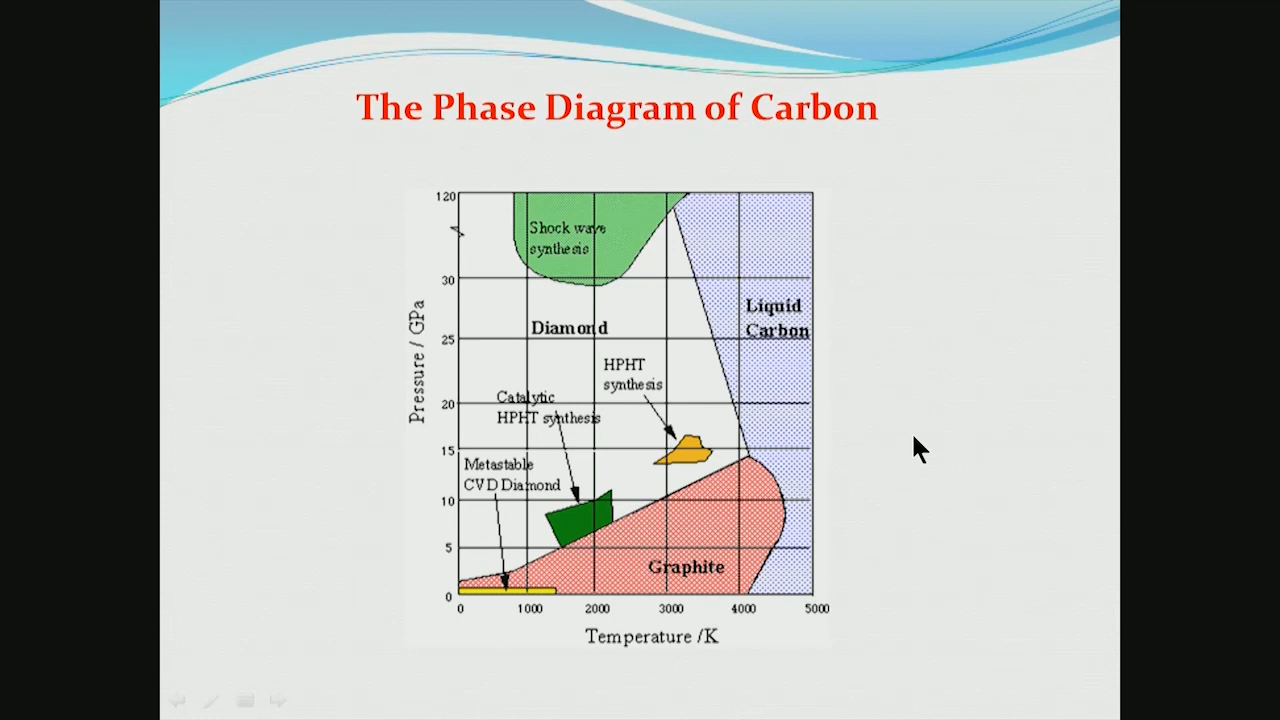 The Phase Diagram of Carbon
120
Shock wave
synthesis
30
Liquid
Carbon
Diamond
25
HPHT
synthesis
Catalytic
HPHT synthesis
20
15
Metastable
CVD Diamond
10
5
Graphite
0
Pressure / GPa
0 1000 2000 3000 4000 5000
Temperature /K